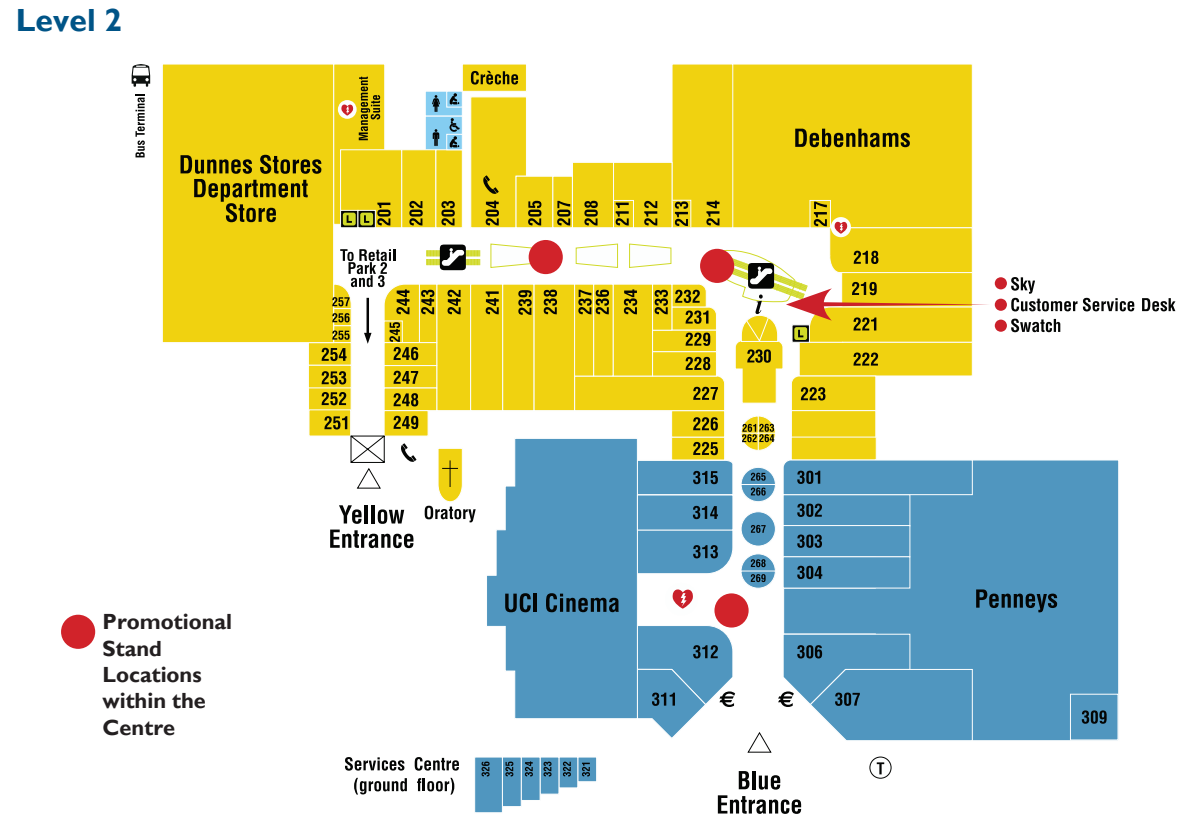 Level 2
Bus Terminal
Dunnes Stores
Department
Store
Management
Suite
Crèche
Debenhams
201
202
203
204
205
207
208
211
212
213
214
217
218
219
221
222
223
To Retail
Park 2
and 3
L
L
L
i
Sky
Customer Service Desk
Swatch
257
256
255
254
253
252
251
244
243
245
246
247
248
249
242
241
239
238
237
236
234
233
232
231
229
228
227
226
225
230
261 263
262 264
Yellow
Entrance
Oratory
UCI Cinema
315
314
313
312
311
265
266
267
268
269
301
302
303
304
306
307
309
Penneys
€
€
Promotional
Stand
Locations
within the
Centre
Services Centre
(ground floor)
326
325
324
323
322
321
Blue
Entrance
T